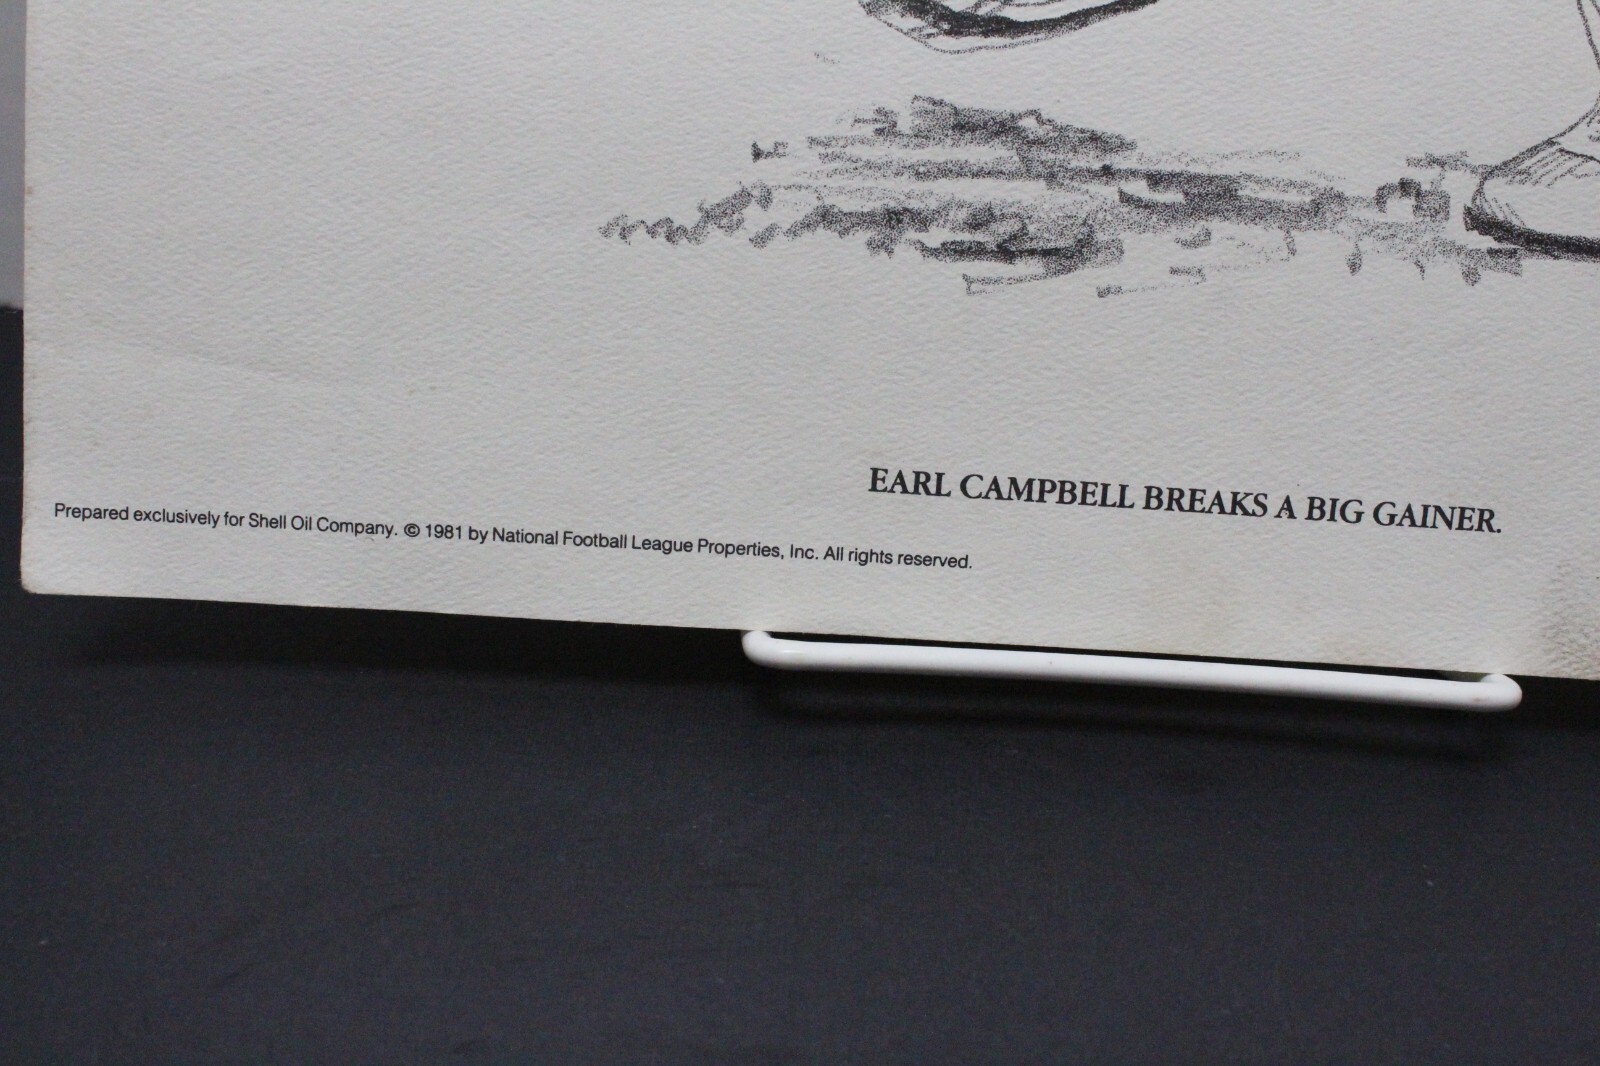 EARL CAMPBELL BREAKS A BIG GAINER.
Prepared exclusively for Shell Oil Company. © 1981 by National Football League Properties, Inc. All rights reserved.